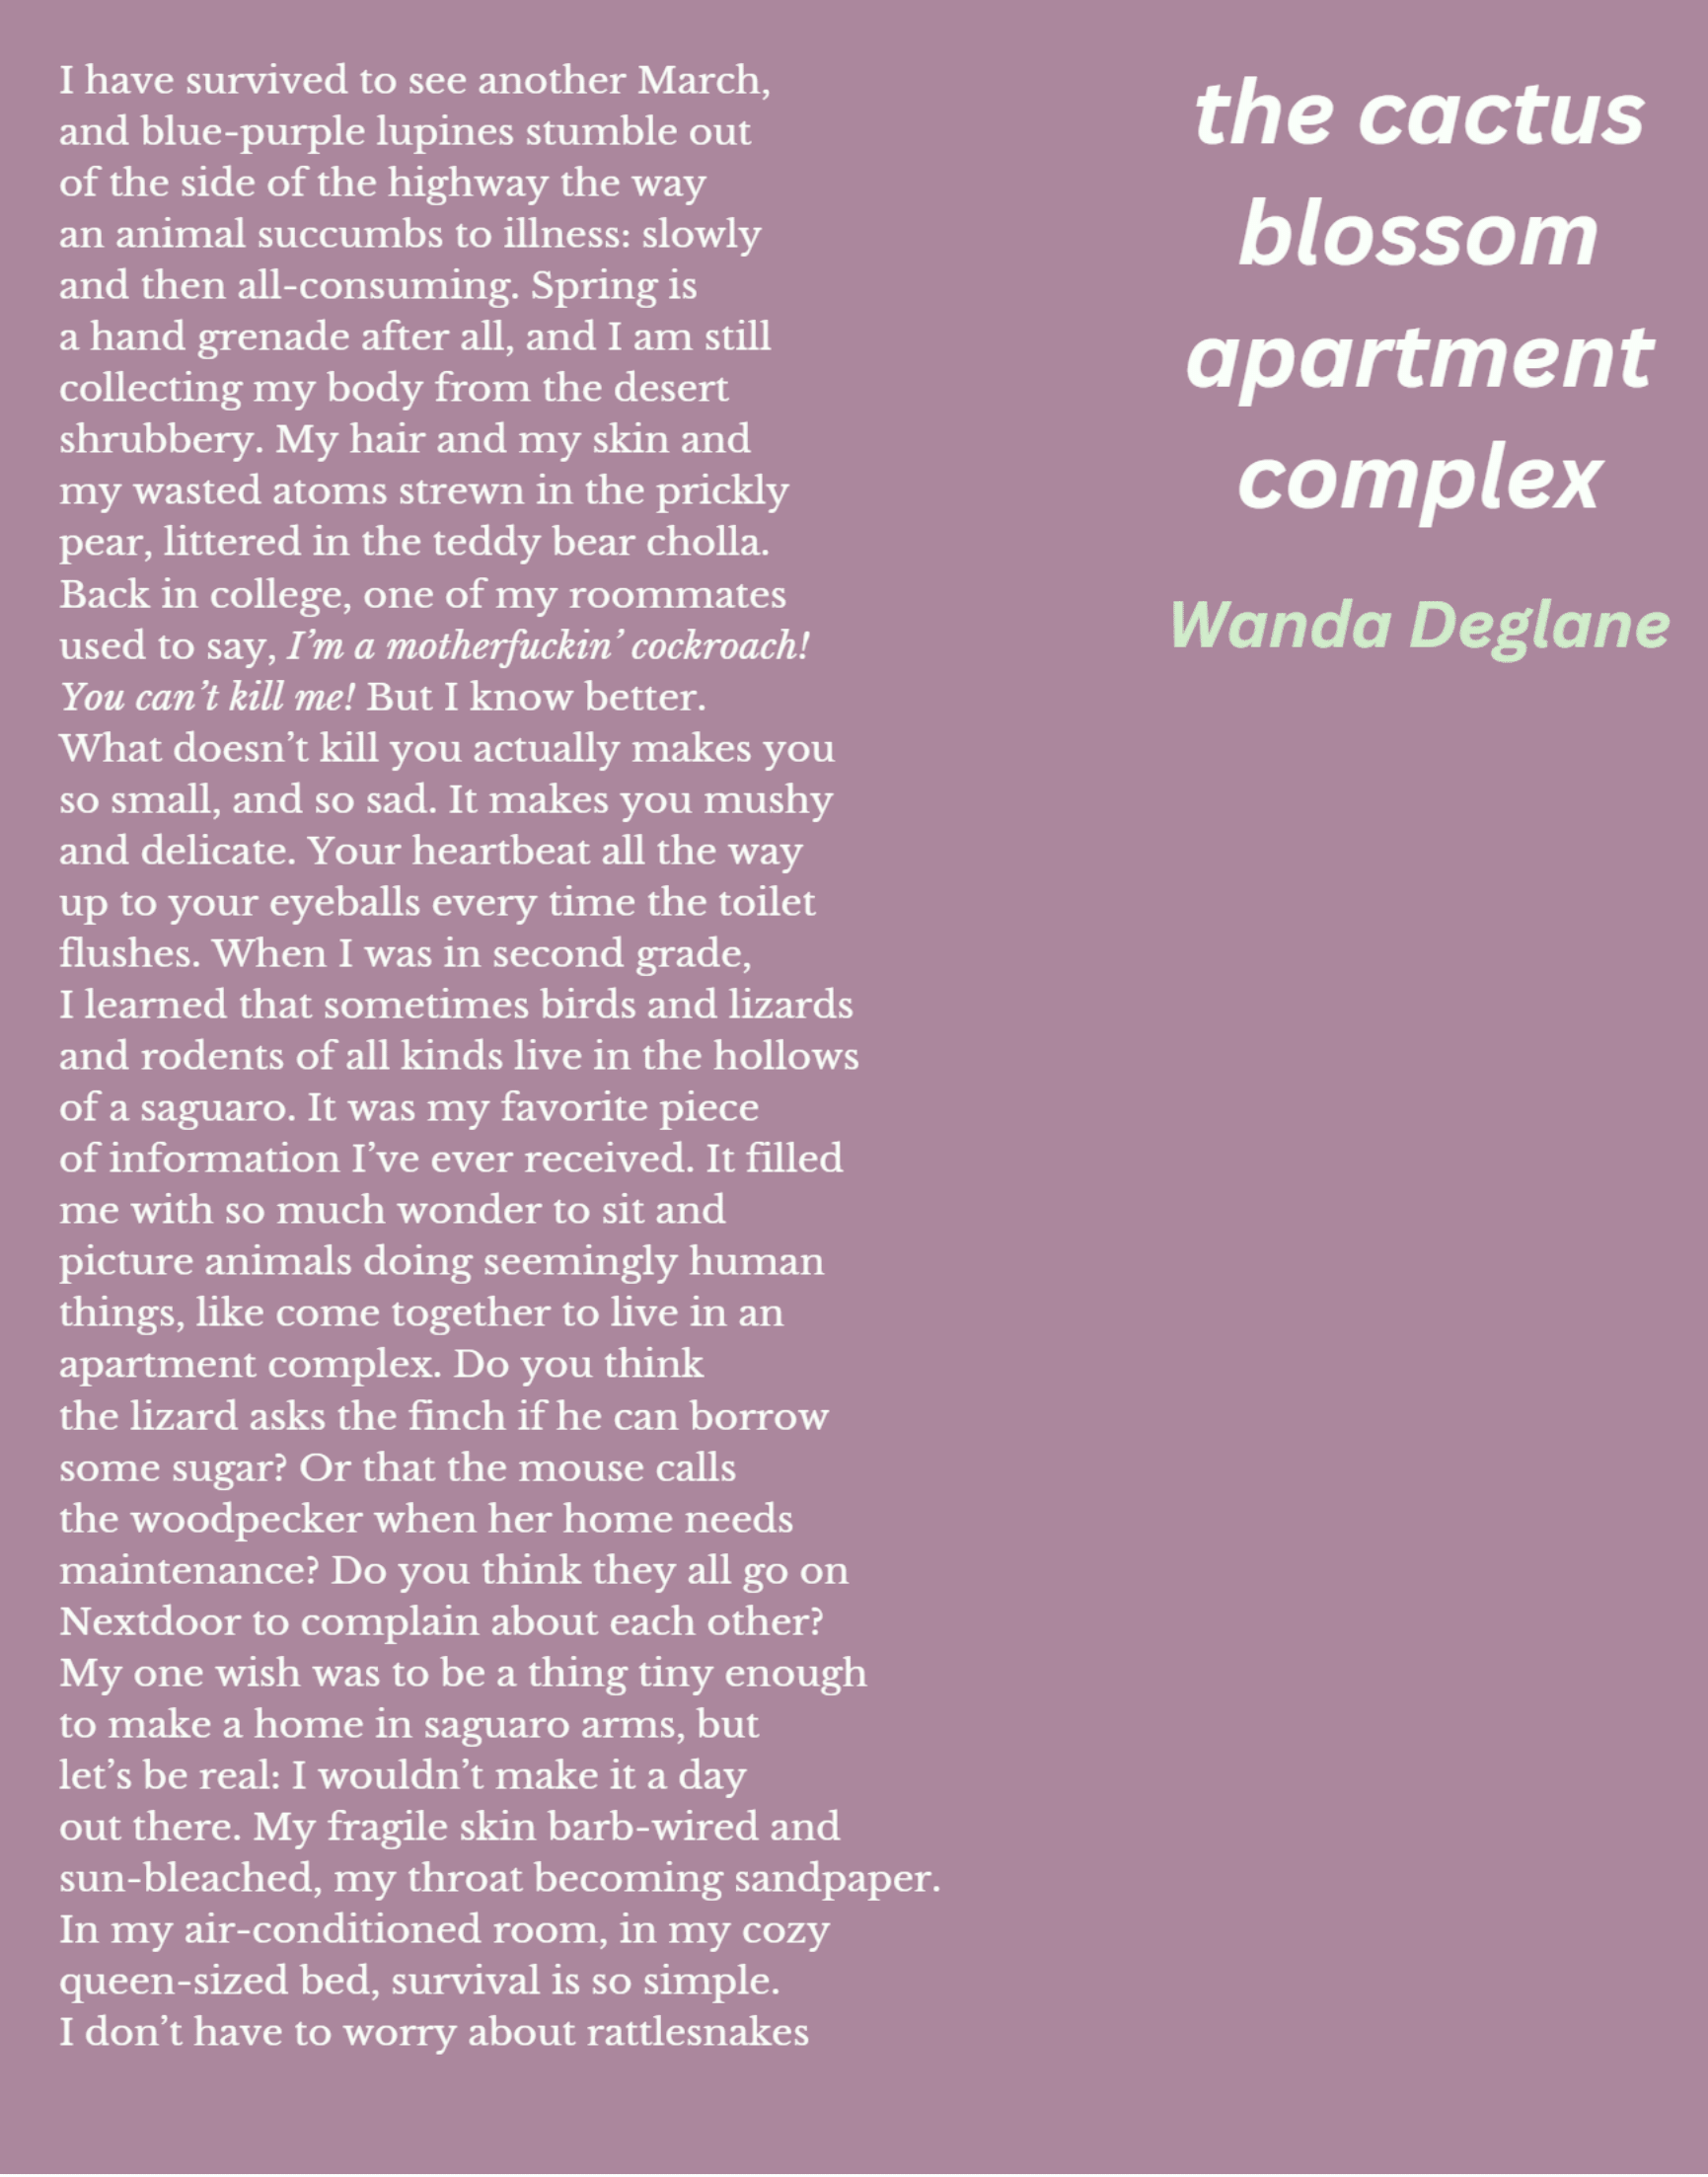 the cactus
blossom
apartment
complex
Wanda Deglane
I have survived to see another March,
and blue-purple lupines stumble out
of the side of the highway the way
an animal succumbs to illness: slowly
and then all-consuming. Spring is
a hand grenade after all, and I am still
collecting my body from the desert
shrubbery. My hair and my skin and
my wasted atoms strewn in the prickly
pear, littered in the teddy bear cholla.
Back in college, one of my roommates
used to say, I’m a motherfuckin’ cockroach!
You can’t kill me! But I know better.
What doesn’t kill you actually makes you
so small, and so sad. It makes you mushy
and delicate. Your heartbeat all the way
up to your eyeballs every time the toilet
flushes. When I was in second grade,
I learned that sometimes birds and lizards
and rodents of all kinds live in the hollows
of a saguaro. It was my favorite piece
of information I’ve ever received. It filled
me with so much wonder to sit and
picture animals doing seemingly human
things, like come together to live in an
apartment complex. Do you think
the lizard asks the finch if he can borrow
some sugar? Or that the mouse calls
the woodpecker when her home needs
maintenance? Do you think they all go on
Nextdoor to complain about each other?
My one wish was to be a thing tiny enough
to make a home in saguaro arms, but
let’s be real: I wouldn’t make it a day
out there. My fragile skin barb-wired and
sun-bleached, my throat becoming sandpaper.
In my air-conditioned room, in my cozy
queen-sized bed, survival is so simple.
I don’t have to worry about rattlesnakes